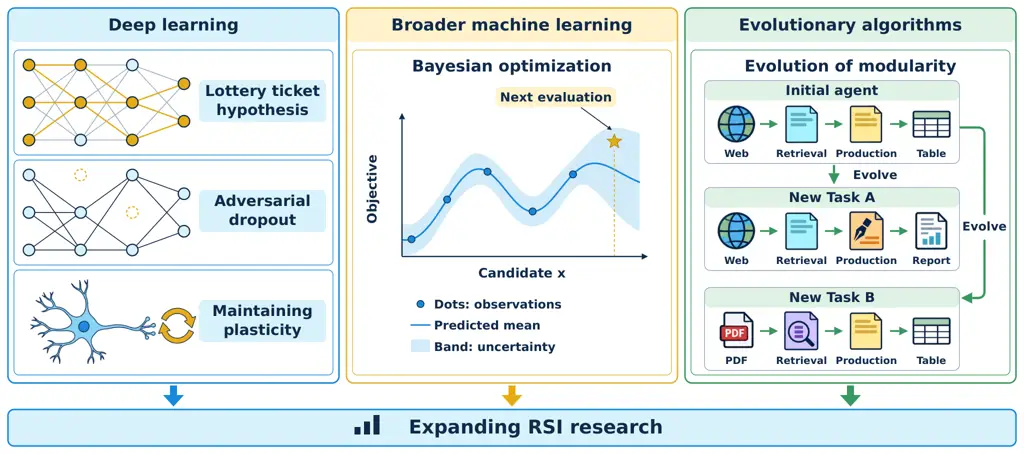 Deep learning
Lottery ticket
hypothesis
Adversarial
dropout
Maintaining
plasticity
Broader machine learning
Bayesian optimization
Next evaluation
Objective
Candidate x
Dots: observations
Predicted mean
Band: uncertainty
Evolutionary algorithms
Evolution of modularity
Initial agent
Web Retrieval Production Table
Evolve
New Task A
Web Retrieval Production Report
Evolve
New Task B
PDF
PDF Retrieval Production Table
Expanding RSI research